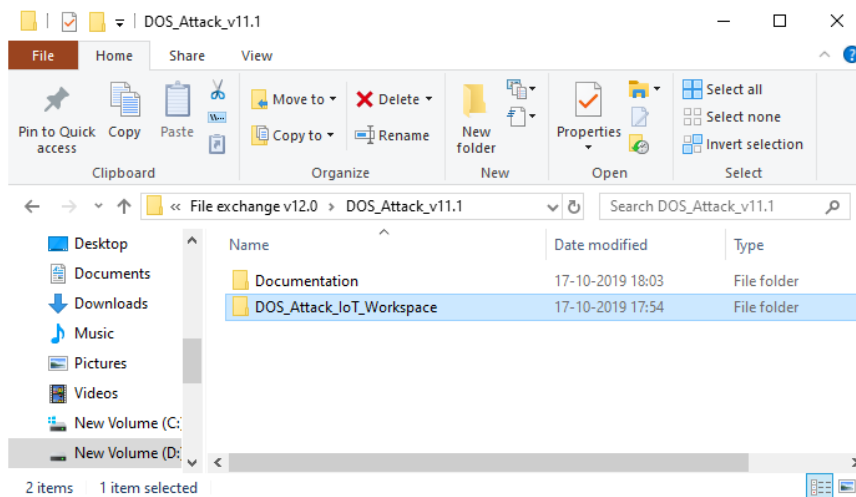 DOS_Attack_v11.1
File Home Share View
Pin to Quick access
Copy
Paste
Clipboard
Move to
Copy to
Delete
Rename
Organize
New folder
New
Properties
Open
Select all
Select none
Invert selection
Select
« File exchange v12.0 › DOS_Attack_v11.1
Search DOS_Attack_v11.1
Desktop
Documents
Downloads
Music
Pictures
Videos
New Volume (C:
New Volume (D:
Name Date modified Type
Documentation 17-10-2019 18:03 File folder
DOS_Attack_IoT_Workspace 17-10-2019 17:54 File folder
2 items 1 item selected